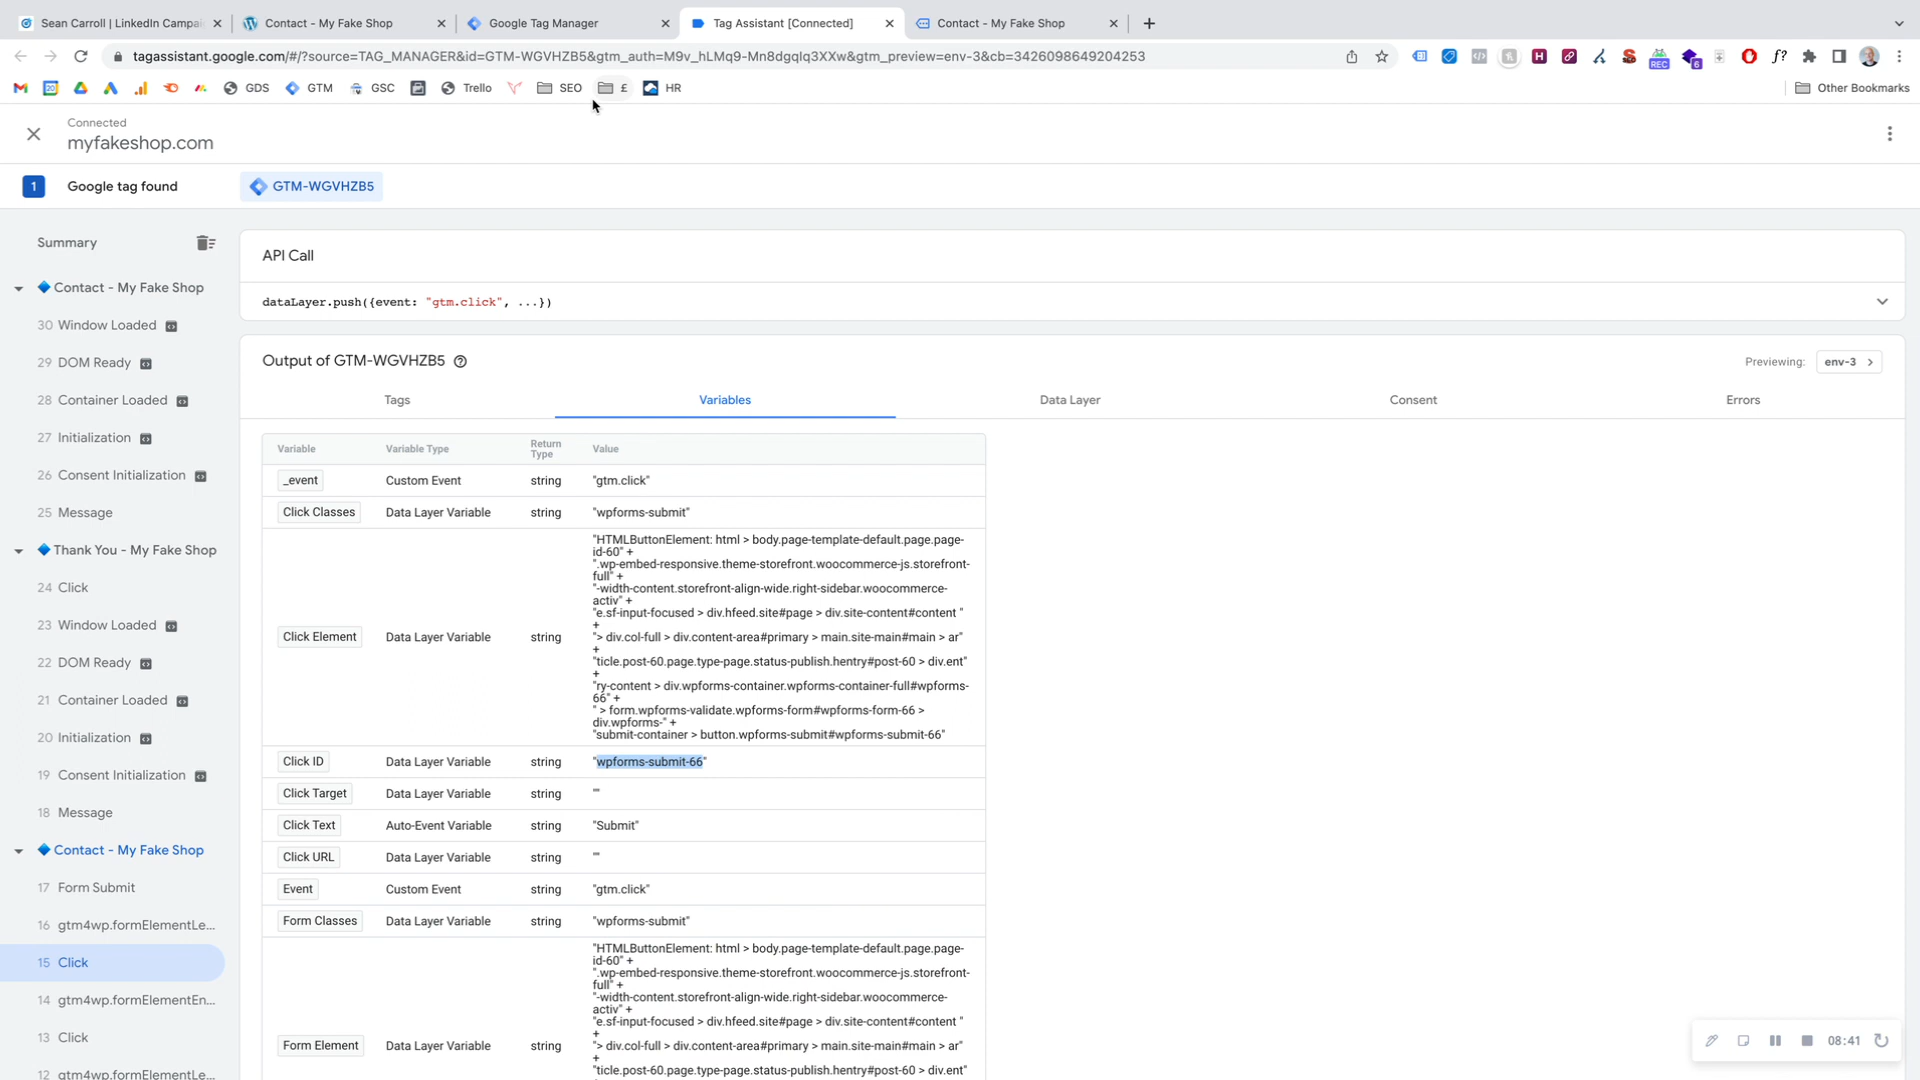 Sean Carroll | LinkedIn Campai
Contact - My Fake Shop
Google Tag Manager
Tag Assistant [Connected]
Contact - My Fake Shop
tagassistant.google.com/#/?source=TAG_MANAGER&id=GTM-WGVHZB5&gtm_auth=M9v_hLMq9-Mn8dgqIq3XXw&gtm_preview=env-3&cb=3426098649204253
GDS GTM GSC Trello SEO £ HR Other Bookmarks
Connected
myfakeshop.com
1 Google tag found GTM-WGVHZB5
Summary
Contact - My Fake Shop
30 Window Loaded
29 DOM Ready
28 Container Loaded
27 Initialization
26 Consent Initialization
25 Message
Thank You - My Fake Shop
24 Click
23 Window Loaded
22 DOM Ready
21 Container Loaded
20 Initialization
19 Consent Initialization
18 Message
Contact - My Fake Shop
17 Form Submit
16 gtm4wp.formElementLe...
15 Click
14 gtm4wp.formElementEn...
13 Click
12 gtm4wp.formElementLe...
API Call
dataLayer.push({event: "gtm.click", ...})
Output of GTM-WGVHZB5
Previewing: env-3
Tags Variables Data Layer Consent Errors
Variable Variable Type Return Type Value
_event Custom Event string "gtm.click"
Click Classes Data Layer Variable string "wpforms-submit"
Click Element Data Layer Variable string
"HTMLButtonElement: html > body.page-template-default.page.page-
id-60" +
".wp-embed-responsive.theme-storefront.woocommerce-js.storefront-
full" +
"-width-content.storefront-align-wide.right-sidebar.woocommerce-
activ" +
"e.sf-input-focused > div.hfeed.site#page > div.site-content#content "
+
"> div.col-full > div.content-area#primary > main.site-main#main > ar"
+
"ticle.post-60.page.type-page.status-publish.hentry#post-60 > div.ent"
+
"ry-content > div.wpforms-container.wpforms-container-full#wpforms-
66" +
" > form.wpforms-validate.wpforms-form#wpforms-form-66 >
div.wpforms-" +
"submit-container > button.wpforms-submit#wpforms-submit-66"
Click ID Data Layer Variable string "wpforms-submit-66"
Click Target Data Layer Variable string ""
Click Text Auto-Event Variable string "Submit"
Click URL Data Layer Variable string ""
Event Custom Event string "gtm.click"
Form Classes Data Layer Variable string "wpforms-submit"
Form Element Data Layer Variable string
"HTMLButtonElement: html > body.page-template-default.page.page-
id-60" +
".wp-embed-responsive.theme-storefront.woocommerce-js.storefront-
full" +
"-width-content.storefront-align-wide.right-sidebar.woocommerce-
activ" +
"e.sf-input-focused > div.hfeed.site#page > div.site-content#content "
+
"> div.col-full > div.content-area#primary > main.site-main#main > ar"
+
"ticle.post-60.page.type-page.status-publish.hentry#post-60 > div.ent"
08:41